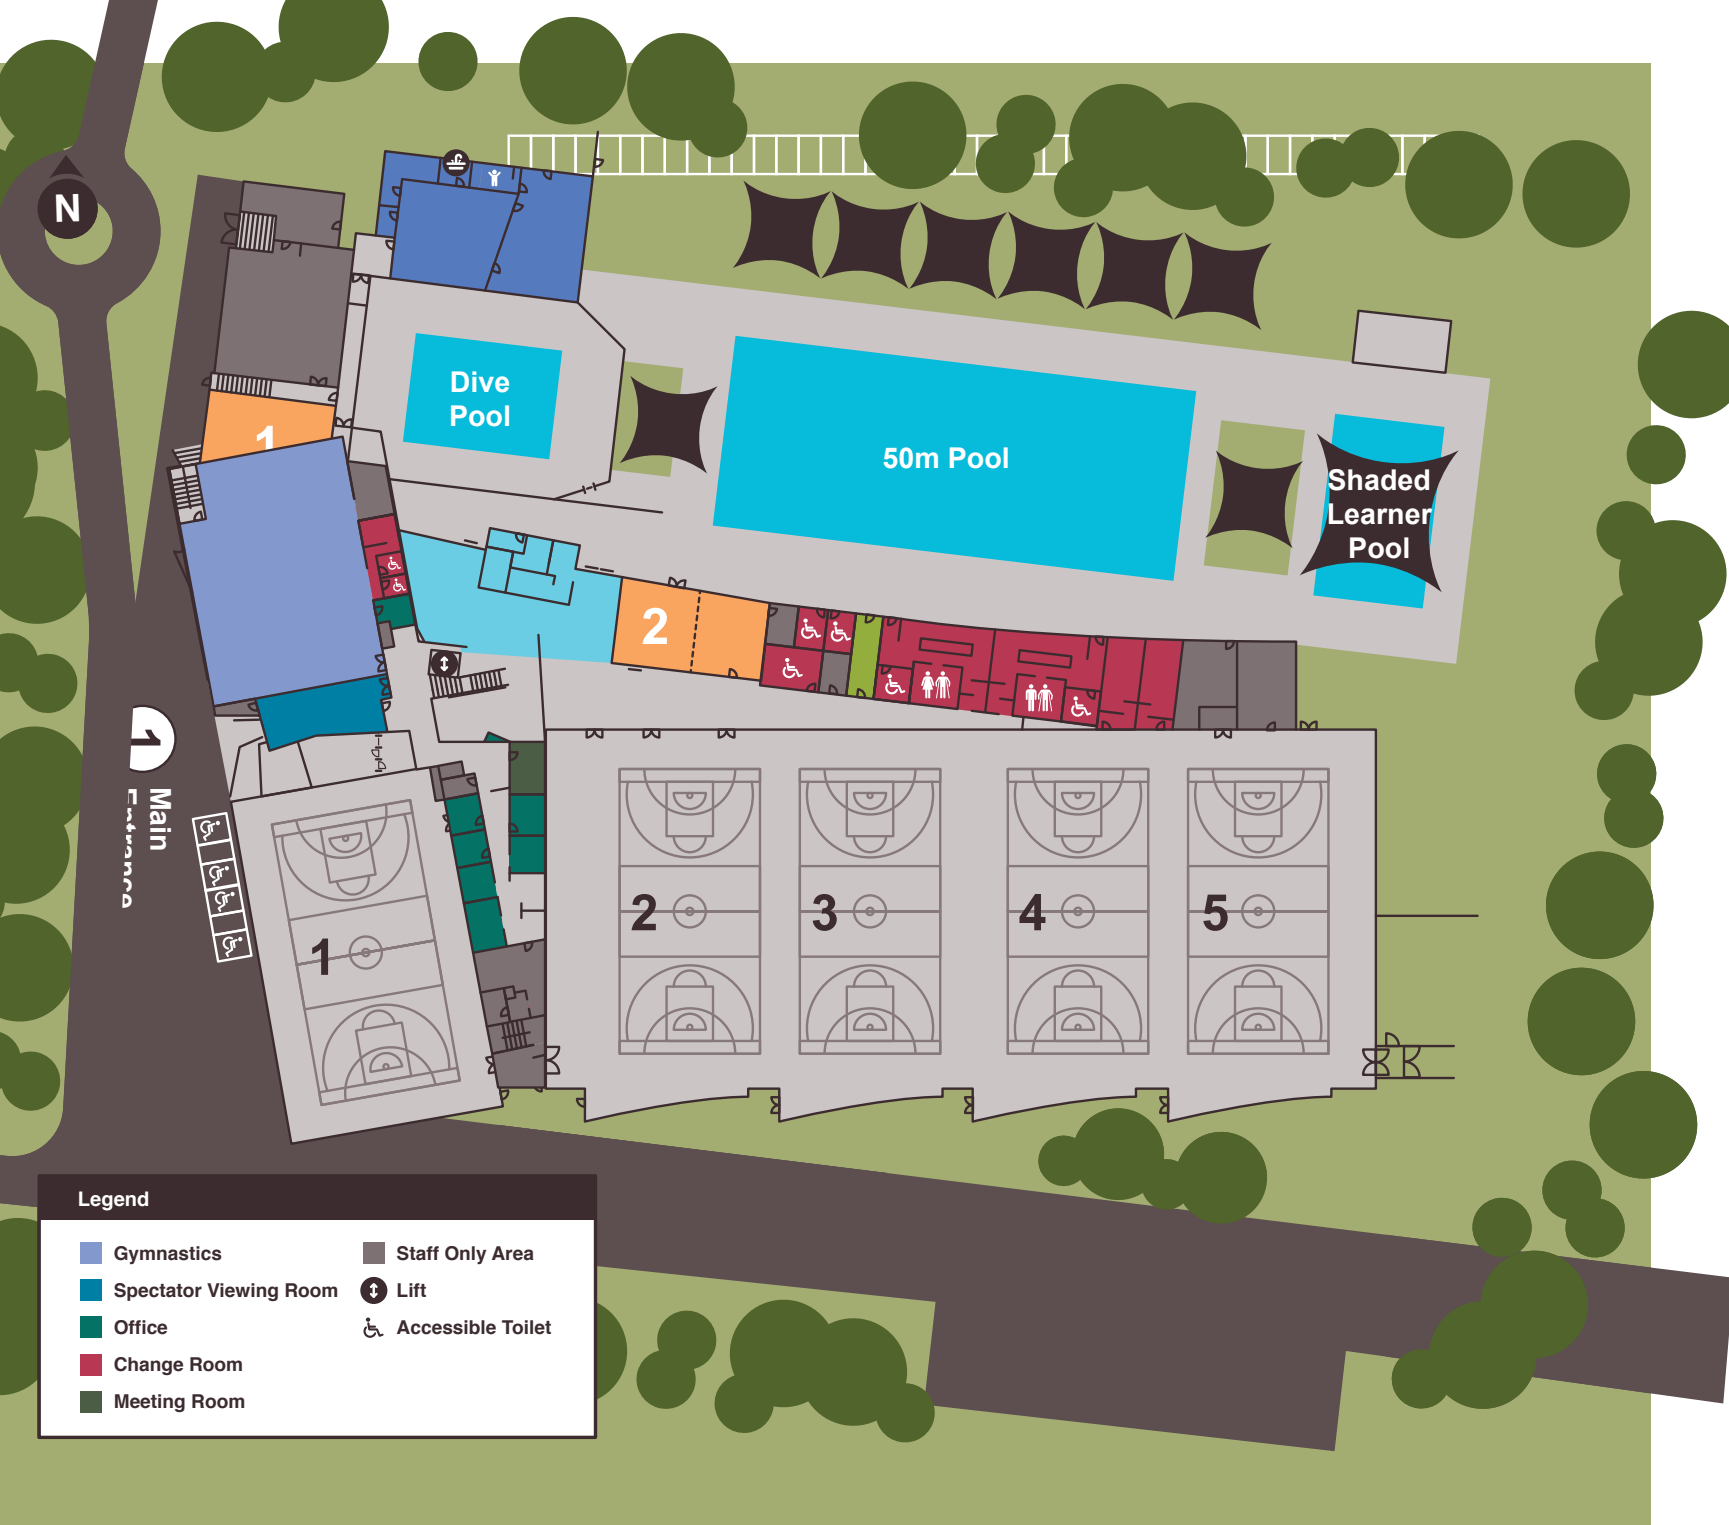 N
1
Dive
Pool
50m Pool
Shaded
Learner
Pool
2
1
Main
1
2
3
4
5
Legend
Gymnastics
Spectator Viewing Room
Office
Change Room
Meeting Room
Staff Only Area
Lift
Accessible Toilet